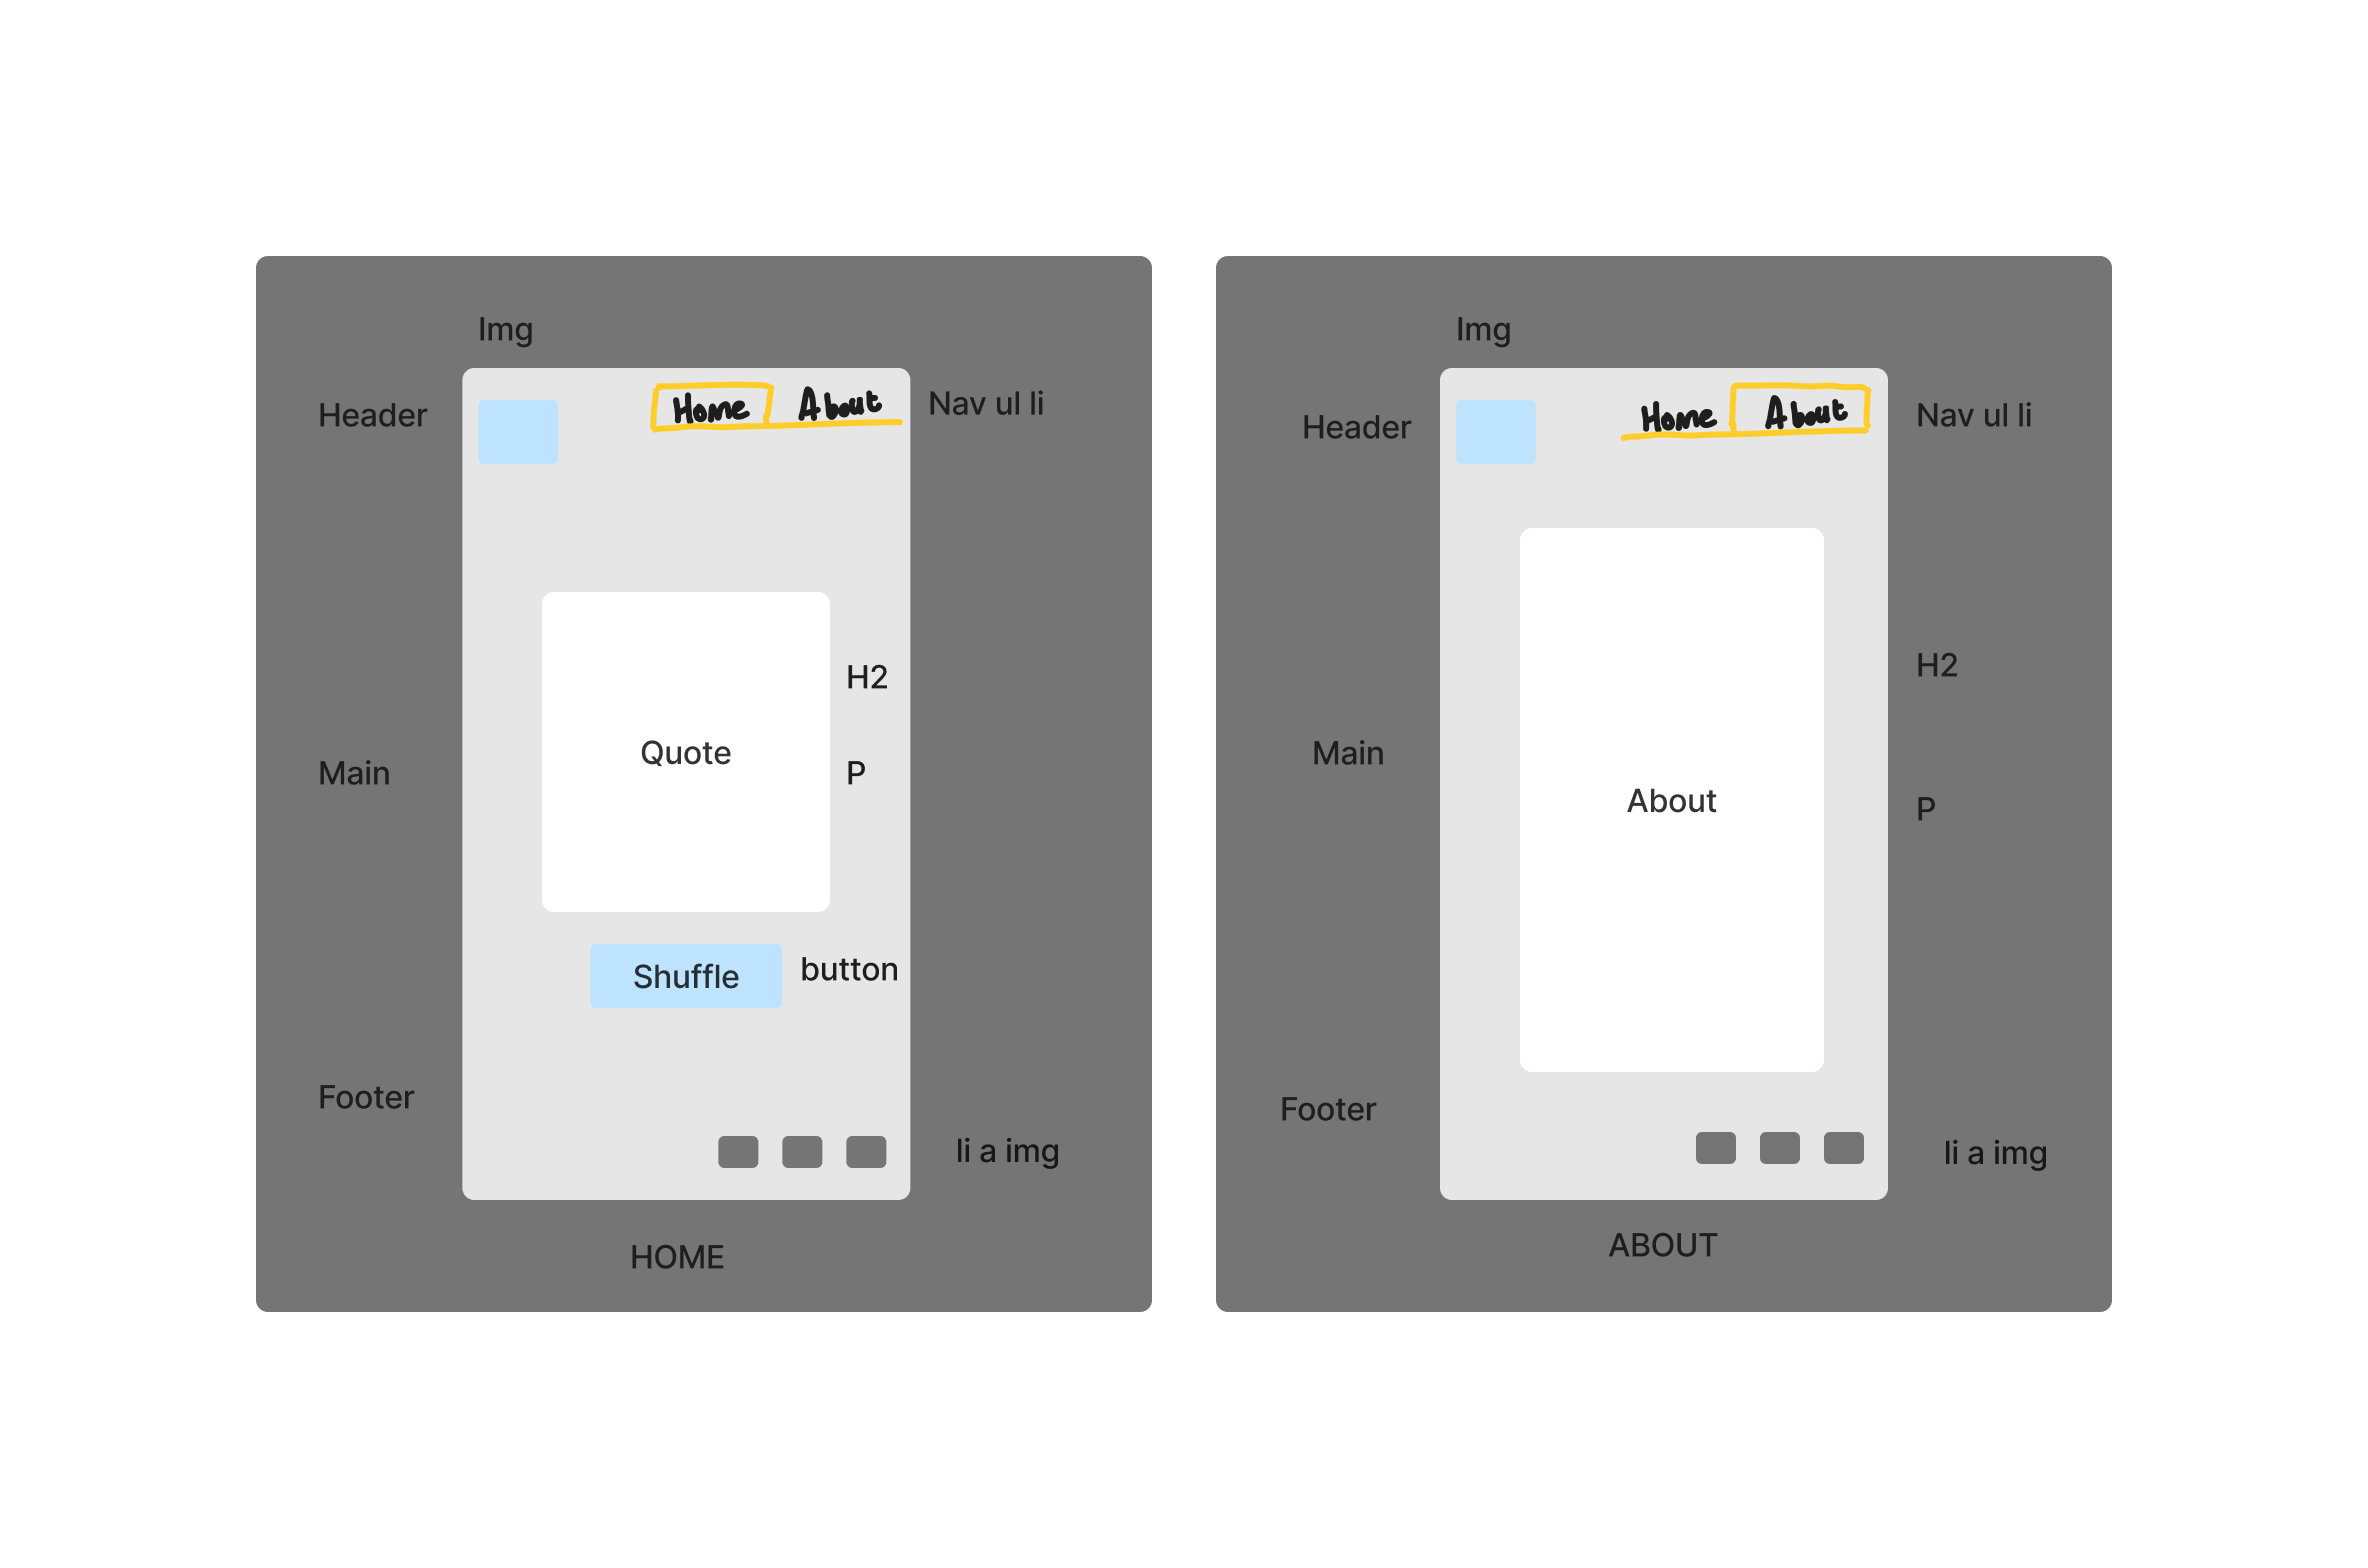 Img
Header
Home About
Nav ul li
H2
Quote
Main
P
Shuffle
button
Footer
li a img
HOME
Img
Header
Home About
Nav ul li
H2
Main
About
P
Footer
li a img
ABOUT